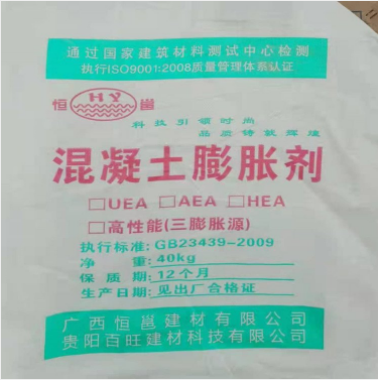 通过国家建筑材料测试中心检测
执行ISO9001:2008质量管理体系认证
HY
恒邕
科技引领时尚
品质铸就辉煌
混凝土膨胀剂
□UEA □AEA □HEA
□高性能(三膨胀源)
执行标准:GB23439-2009
净 重:40kg
保 质 期:12个月
生产日期:见出厂合格证
广西恒邕建材有限公司
贵阳百旺建材科技有限公司